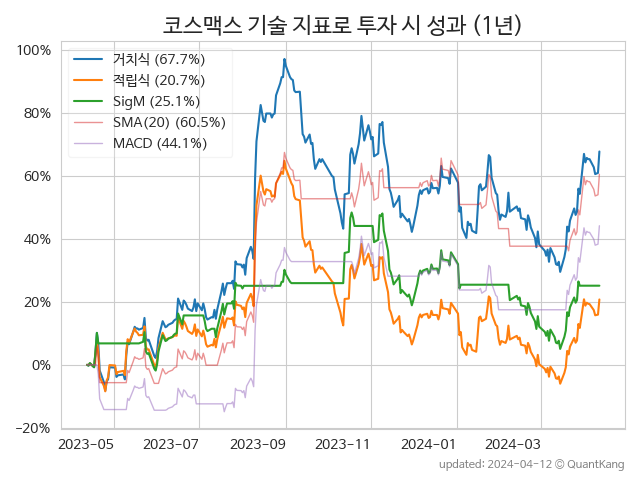 코스맥스 기술 지표로 투자 시 성과 (1년)
100%
80%
60%
40%
20%
0%
−20%
거치식 (67.7%)
적립식 (20.7%)
SigM (25.1%)
SMA(20) (60.5%)
MACD (44.1%)
2023-05 2023-07 2023-09 2023-11 2024-01 2024-03
updated: 2024-04-12 © QuantKang